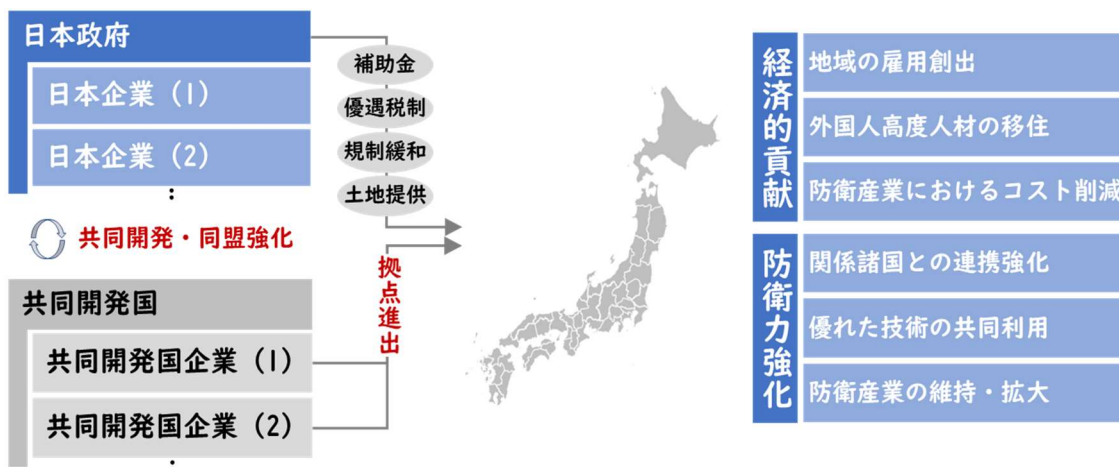 日本政府
日本企業（1）
日本企業（2）
：
共同開発・同盟強化
共同開発国
共同開発国企業（1）
共同開発国企業（2）
補助金
優遇税制
規制緩和
土地提供
拠点進出
経済的貢献
地域の雇用創出
外国人高度人材の移住
防衛産業におけるコスト削減
防衛力強化
関係諸国との連携強化
優れた技術の共同利用
防衛産業の維持・拡大